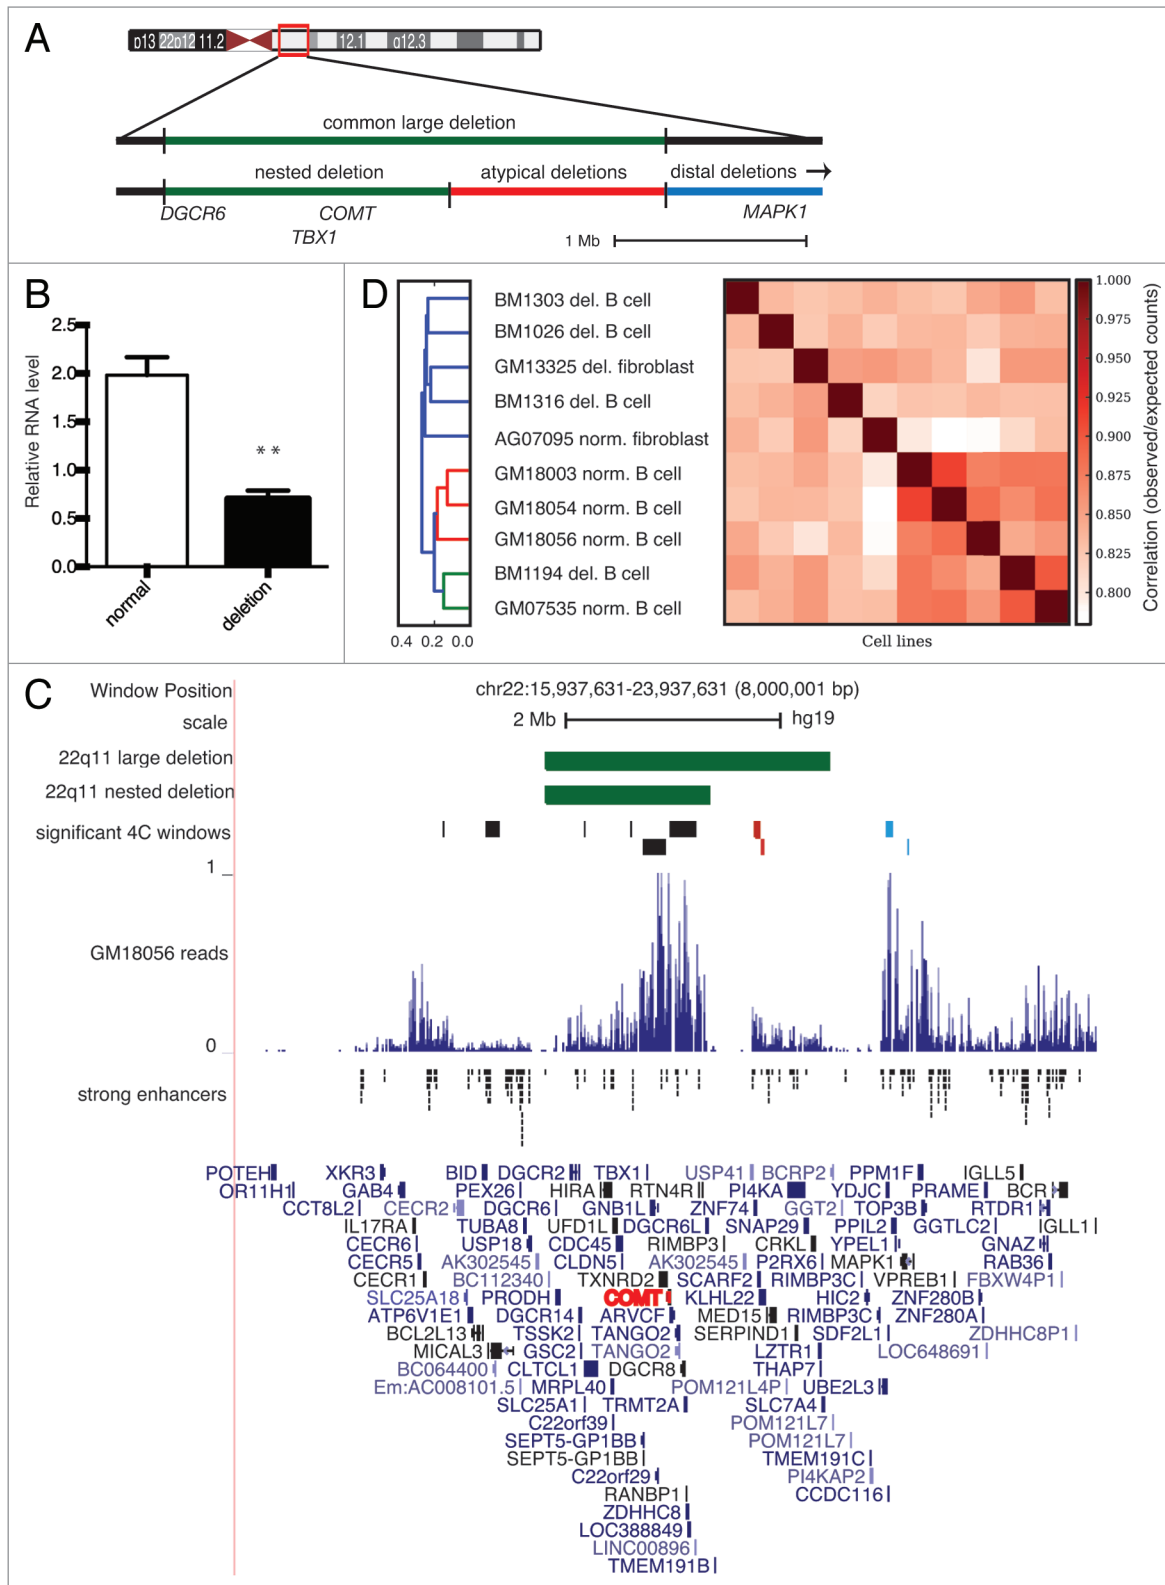 A
p13 22p12 11.2 12.1 q12.3
common large deletion
nested deletion atypical deletions distal deletions
DGCR6 COMT MAPK1
TBX1
1 Mb
B
2.5
2.0
1.5
1.0
0.5
0.0
Relative RNA level
**
normal
deletion
D
BM1303 del. B cell
BM1026 del. B cell
GM13325 del. fibroblast
BM1316 del. B cell
AG07095 norm. fibroblast
GM18003 norm. B cell
GM18054 norm. B cell
GM18056 norm. B cell
BM1194 del. B cell
GM07535 norm. B cell
0.4 0.2 0.0
Cell lines
1.000
0.975
0.950
0.925
0.900
0.875
0.850
0.825
0.800
Correlation (observed/expected counts)
C
Window Position chr22:15,937,631-23,937,631 (8,000,001 bp)
scale 2 Mb hg19
22q11 large deletion
22q11 nested deletion
significant 4C windows
1
GM18056 reads
0
strong enhancers
POTEH XKR3 BID DGCR2 TBX1 USP41 BCRP2 PPM1F IGLL5
OR11H1 GAB4 PEX26 HIRA RTN4R PI4KA YDJC PRAME BCR
CCT8L2 CECR2 DGCR6 GNB1L ZNF74 GGT2 TOP3B RTDR1
IL17RA TUBA8 UFD1L DGCR6L SNAP29 PPIL2 GGTLC2 IGLL1
CECR6 USP18 CDC45 RIMBP3 CRKL YPEL1 GNAZ
CECR5 AK302545 CLDN5 AK302545 P2RX6 MAPK1 RAB36
CECR1 BC112340 TXNRD2 SCARF2 RIMBP3C VPREB1 FBXW4P1
SLC25A18 PRODH COMT KLHL22 HIC2 ZNF280B
ATP6V1E1 DGCR14 ARVCF MED15 RIMBP3C ZNF280A
BCL2L13 TSSK2 TANGO2 SERPIND1 SDF2L1 ZDHHC8P1
MICAL3 GSC2 TANGO2 LZTR1 LOC648691
BC064400 CLTCL1 DGCR8 THAP7
Em:AC008101.5 MRPL40 POM121L4P UBE2L3
SLC25A1 TRMT2A SLC7A4
C22orf39 POM121L7
SEPT5-GP1BB POM121L7
SEPT5-GP1BB TMEM191C
C22orf29 PI4KAP2
RANBP1 CCDC116
ZDHHC8
LOC388849
LINC00896
TMEM191B